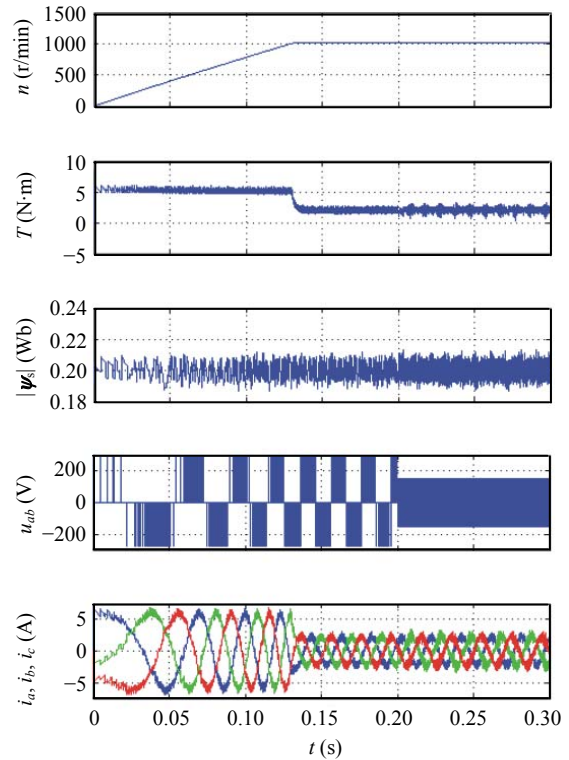 n (r/min)
1500
1000
500
0
T (N·m)
10
5
0
−5
|ψs| (Wb)
0.24
0.22
0.20
0.18
uab (V)
200
0
−200
ia, ib, ic (A)
5
0
−5
0 0.05 0.10 0.15 0.20 0.25 0.30
t (s)